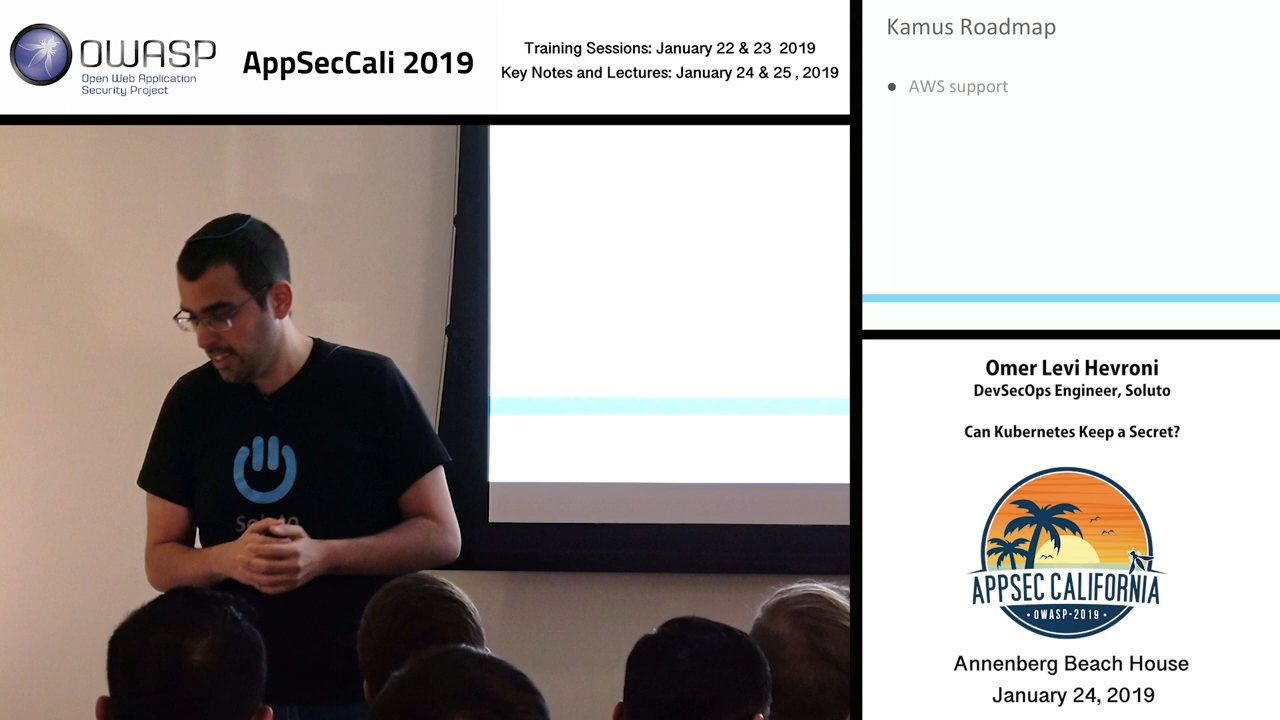 OWASP
Open Web Application
Security Project
AppSecCali 2019
Training Sessions: January 22 & 23 2019
Key Notes and Lectures: January 24 & 25 , 2019
Kamus Roadmap
● AWS support
Soluto
Omer Levi Hevroni
DevSecOps Engineer, Soluto
Can Kubernetes Keep a Secret?
APPSEC CALIFORNIA
• OWASP-2019 •
Annenberg Beach House
January 24, 2019